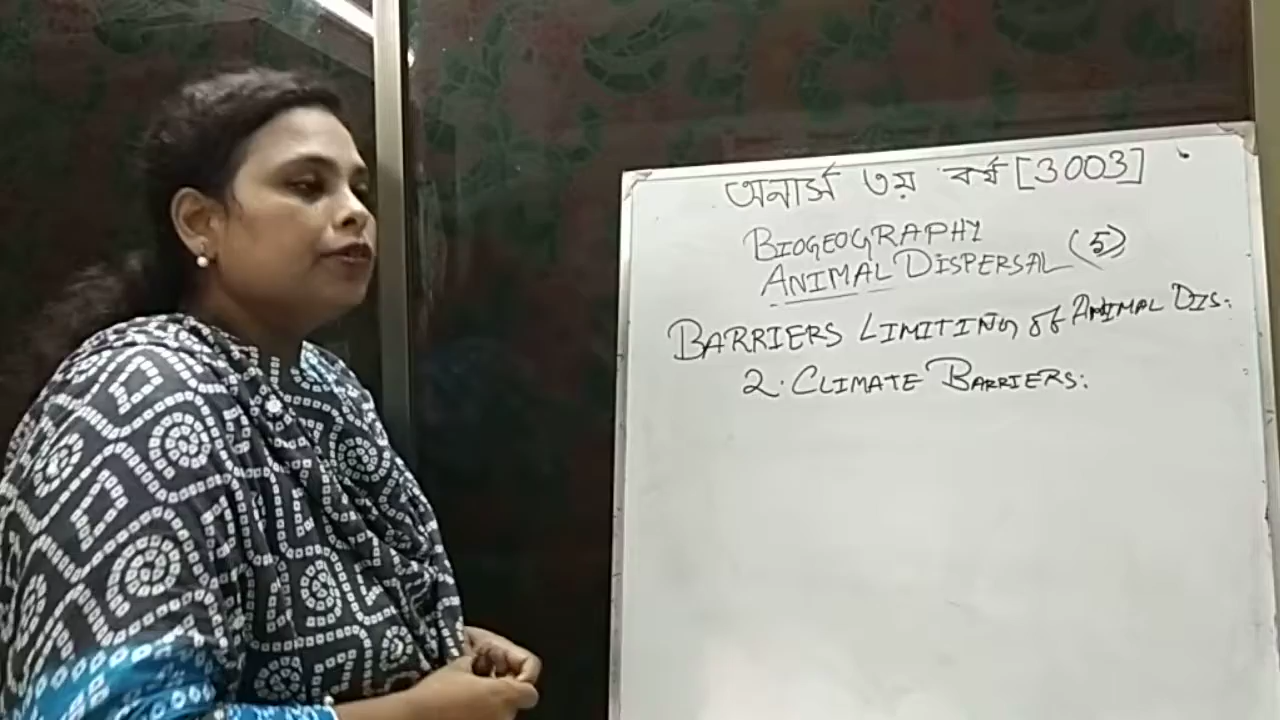 অনার্স ৩য় বর্ষ [3003]
BIOGEOGRAPHY
ANIMAL DISPERSAL (5)
BARRIERS LIMITING of ANIMAL DIS:
2. CLIMATE BARRIERS: